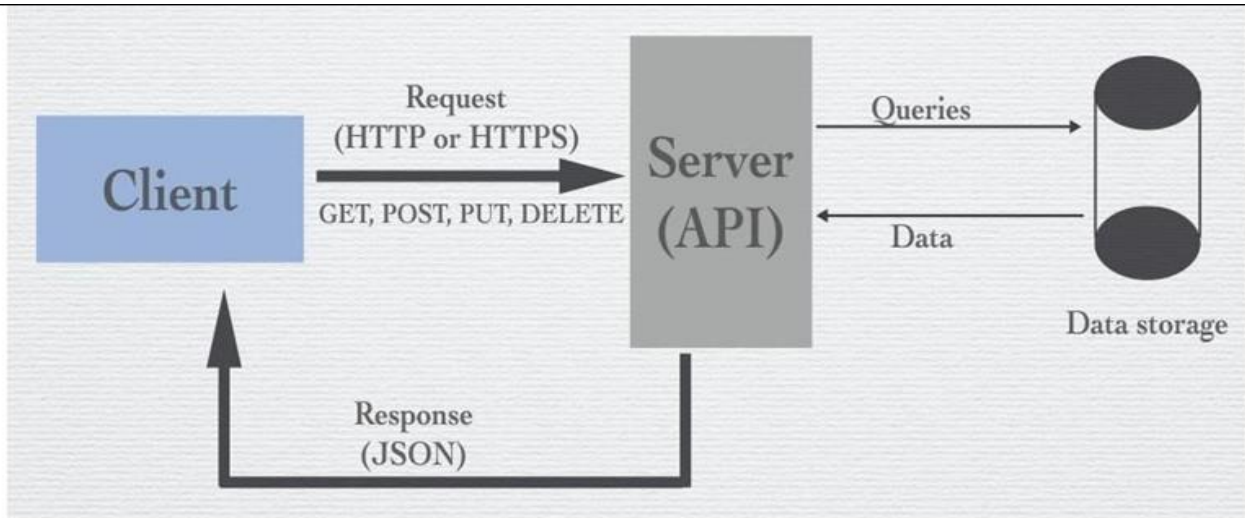 Client
Request
(HTTP or HTTPS)
GET, POST, PUT, DELETE
Server
(API)
Queries
Data
Data storage
Response
(JSON)